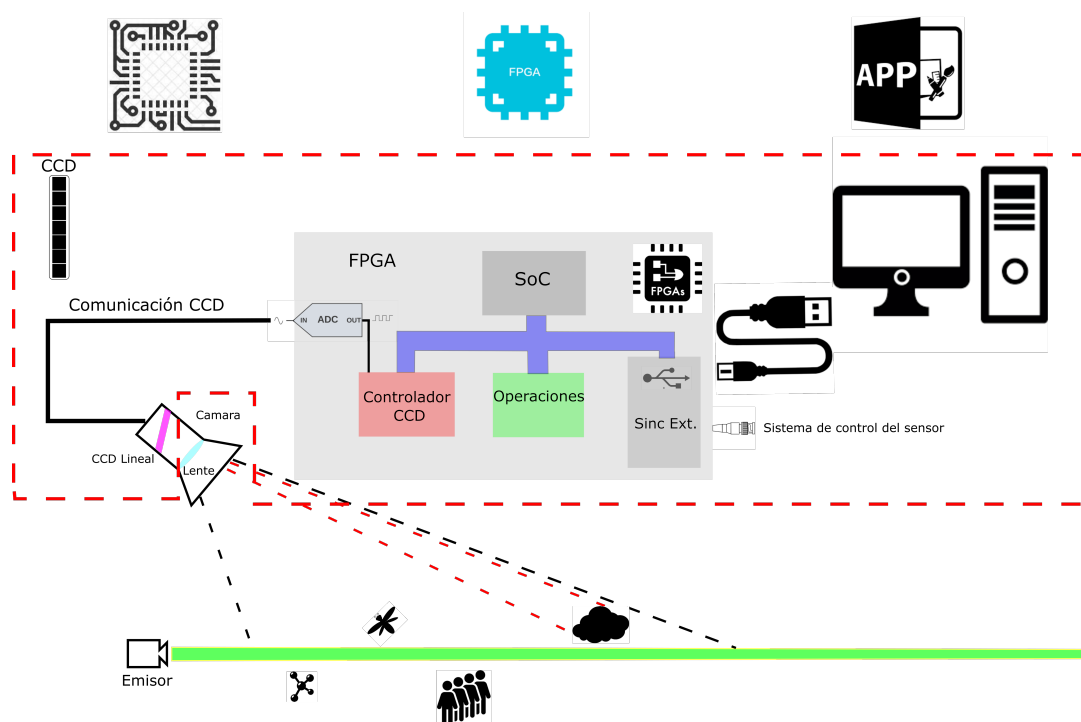 FPGA
APP
CCD
FPGA
SoC
FPGAs
Comunicación CCD
IN
ADC
OUT
Controlador
CCD
Operaciones
Sinc Ext.
Sistema de control del sensor
Camara
CCD Lineal
Lente
Emisor